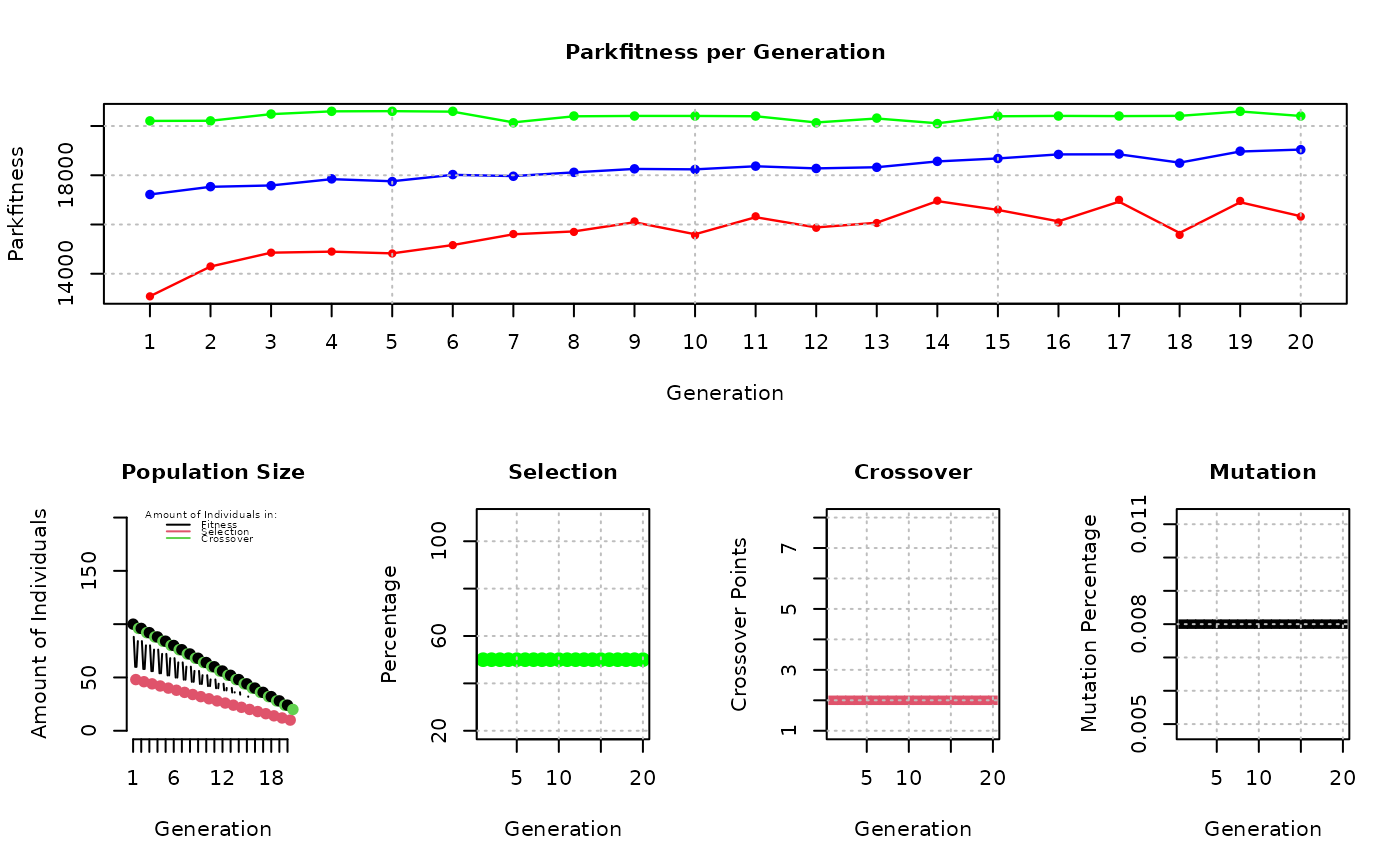 Parkfitness per Generation
Parkfitness
14000 18000
1 2 3 4 5 6 7 8 9 10 11 12 13 14 15 16 17 18 19 20
Generation
Population Size
Amount of Individuals
0 50 150
Amount of Individuals in:
Fitness
Selection
Crossover
1 6 12 18
Generation
Selection
Percentage
20 60 100
5 10 20
Generation
Crossover
Crossover Points
1 3 5 7
5 10 20
Generation
Mutation
Mutation Percentage
0.005 0.008 0.011
5 10 20
Generation